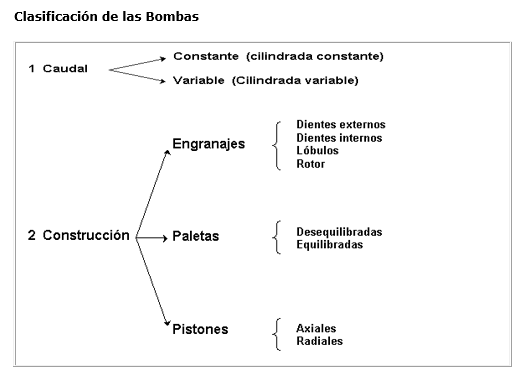 Clasificación de las Bombas
1 Caudal
Constante (cilindrada constante)
Variable (Cilindrada variable)
2 Construcción
Engranajes
Dientes externos
Dientes internos
Lóbulos
Rotor
Paletas
Desequilibradas
Equilibradas
Pistones
Axiales
Radiales